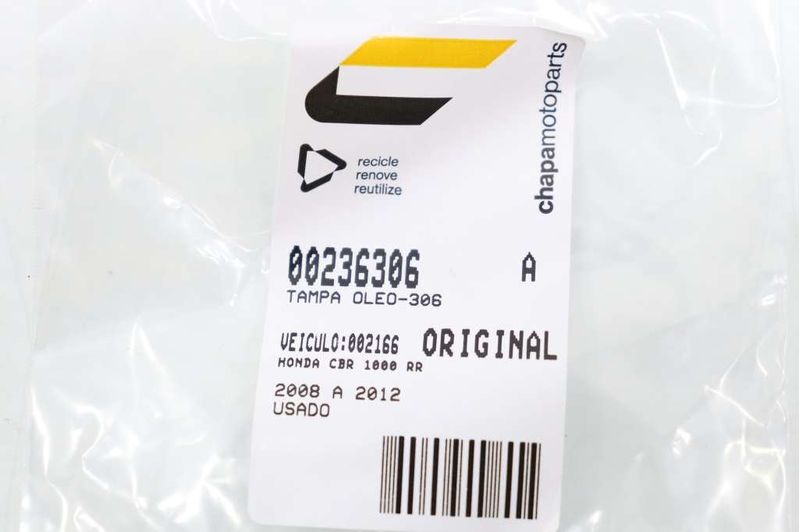 chapamotoparts
recicle
renove
reutilize
00236306 A
TAMPA OLEO-306
VEICULO:002166 ORIGINAL
HONDA CBR 1000 RR
2008 A 2012
USADO